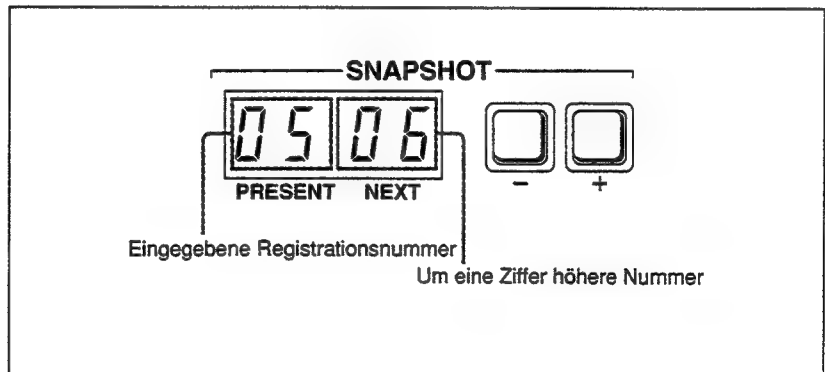 SNAPSHOT
05 06
PRESENT NEXT
- +
Eingegebene Registrationsnummer
Um eine Ziffer höhere Nummer